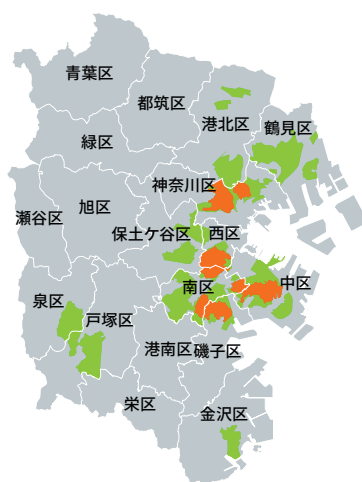 青葉区
都筑区
港北区
鶴見区
緑区
神奈川区
旭区
瀬谷区
保土ケ谷区
西区
南区
中区
泉区
戸塚区
港南区
磯子区
栄区
金沢区